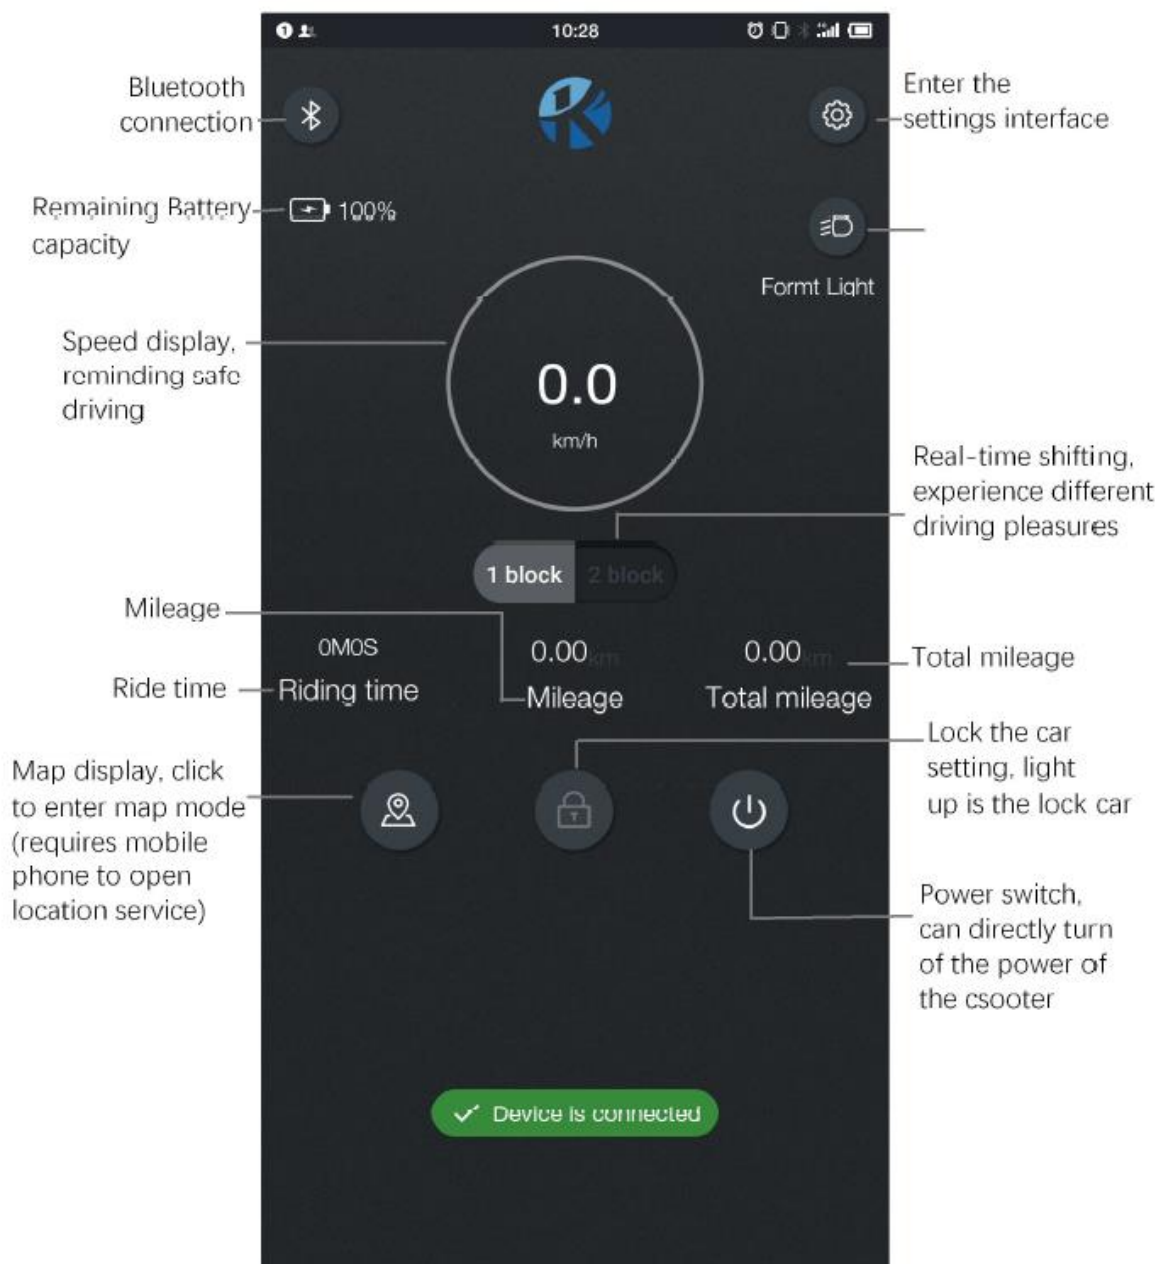 1
10:28
Bluetooth
connection
Enter the
settings interface
Remaining Battery
capacity
100%
Formt Light
Speed display,
reminding safe
driving
0.0
km/h
Real-time shifting,
experience different
driving pleasures
1 block
2 block
Mileage
0M0S
0.00 km
0.00 km
Total mileage
Ride time
Riding time
Mileage
Total mileage
Lock the car
setting, light
up is the lock car
Map display, click
to enter map mode
(requires mobile
phone to open
location service)
Power switch,
can directly turn
of the power of
the csooter
Device is connected